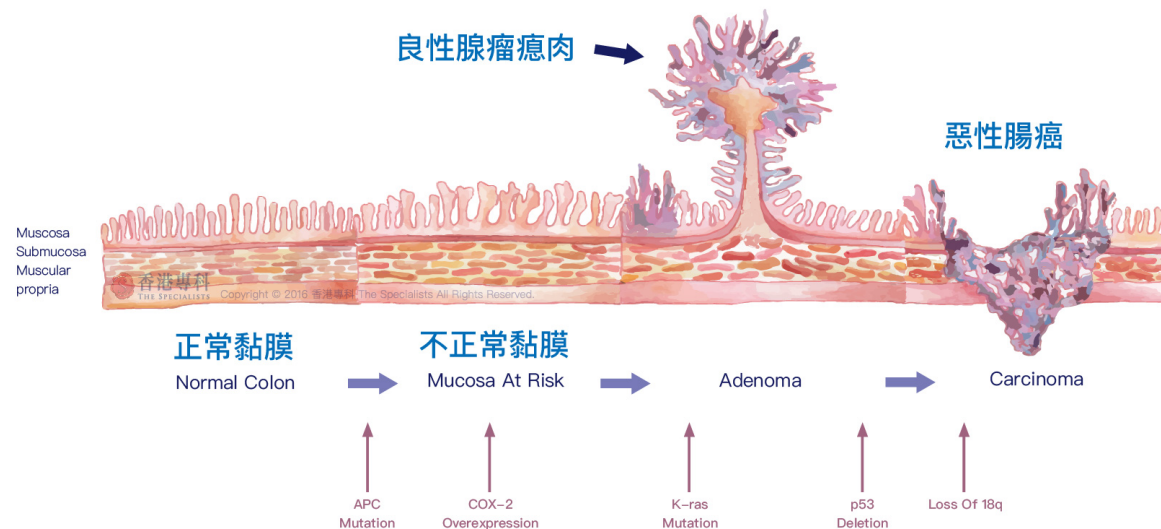 良性腺瘤瘜肉
惡性腸癌
Muscosa
Submucosa
Muscular
propria
香港專科
THE SPECIALISTS
Copyright © 2016 香港專科 The Specialists All Rights Reserved.
正常黏膜
不正常黏膜
Normal Colon
Mucosa At Risk
Adenoma
Carcinoma
APC
Mutation
COX-2
Overexpression
K-ras
Mutation
p53
Deletion
Loss Of 18q